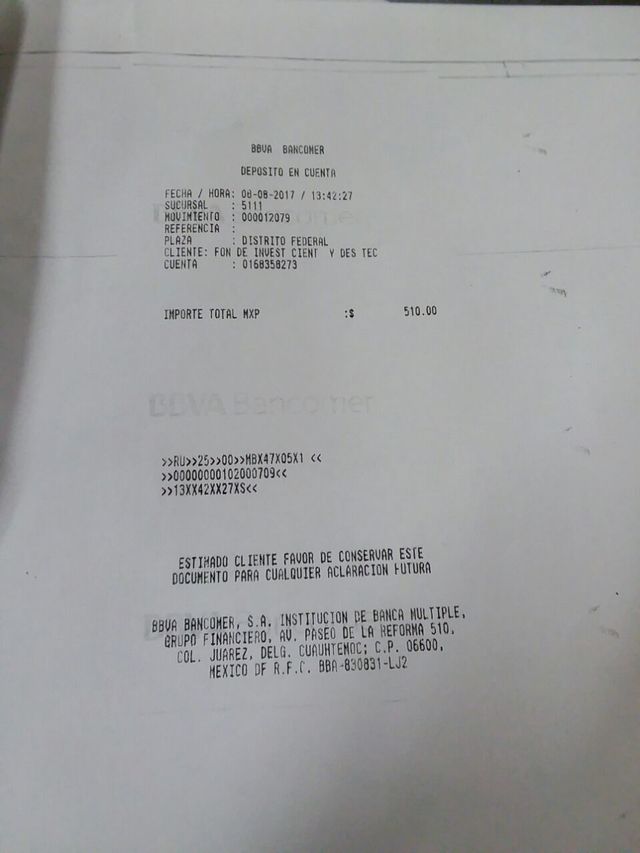 BBVA BANCOMER
DEPOSITO EN CUENTA
FECHA / HORA: 08-08-2017 / 13:42:27
SUCURSAL : 5111
MOVIMIENTO : 000012079
REFERENCIA :
PLAZA : DISTRITO FEDERAL
CLIENTE: FON DE INVEST CIENT Y DES TEC
CUENTA : 0168358273
IMPORTE TOTAL MXP :$ 510.00
BBVA Bancomer
>>RU>>25>>00>>MBX47X05X1 <<
>>00000000102000709<<
>>13XX42XX27XS<<
ESTIMADO CLIENTE FAVOR DE CONSERVAR ESTE
DOCUMENTO PARA CUALQUIER ACLARACION FUTURA
BBVA BANCOMER, S.A. INSTITUCION DE BANCA MULTIPLE,
GRUPO FINANCIERO, AV. PASEO DE LA REFORMA 510,
COL. JUAREZ, DELG. CUAUHTEMOC; C.P. 06600,
MEXICO DF R.F.C. BBA-830831-LJ2